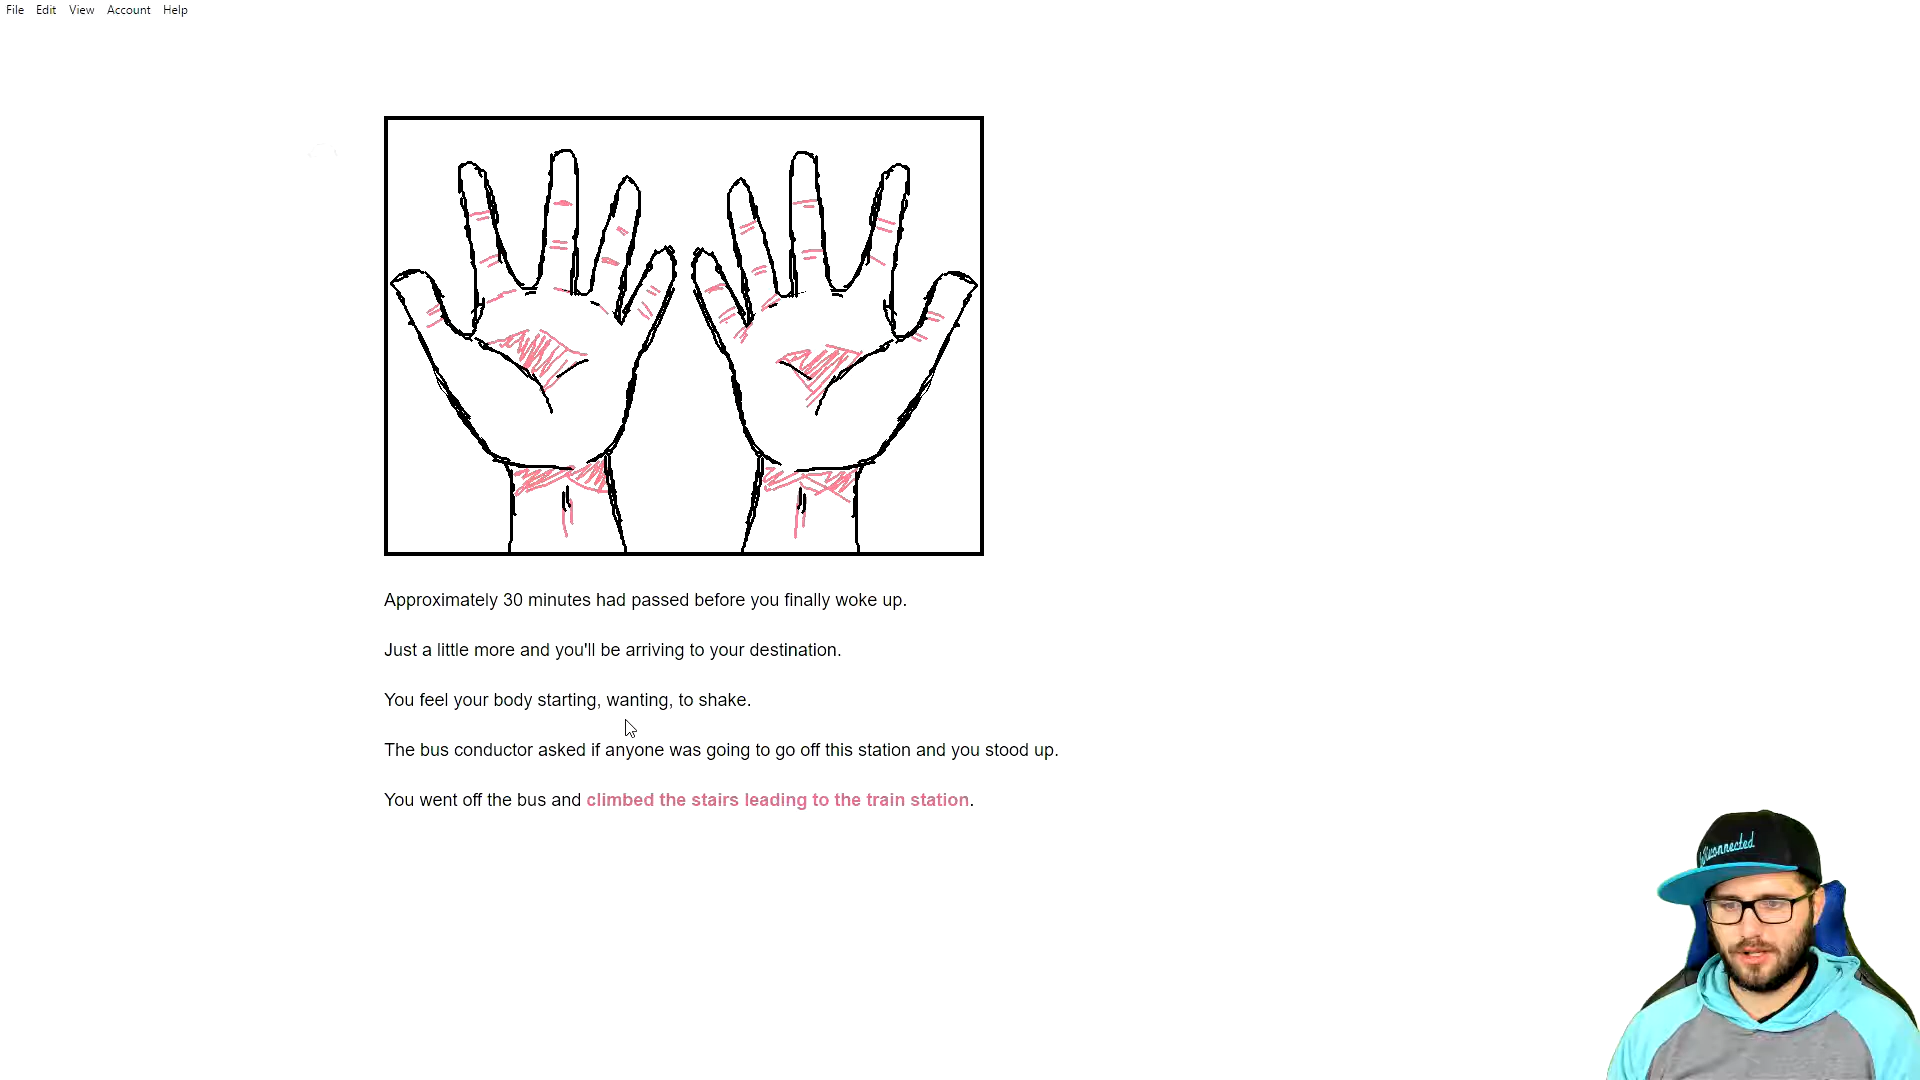 File Edit View Account Help
Approximately 30 minutes had passed before you finally woke up.
Just a little more and you'll be arriving to your destination.
You feel your body starting, wanting, to shake.
The bus conductor asked if anyone was going to go off this station and you stood up.
You went off the bus and climbed the stairs leading to the train station.